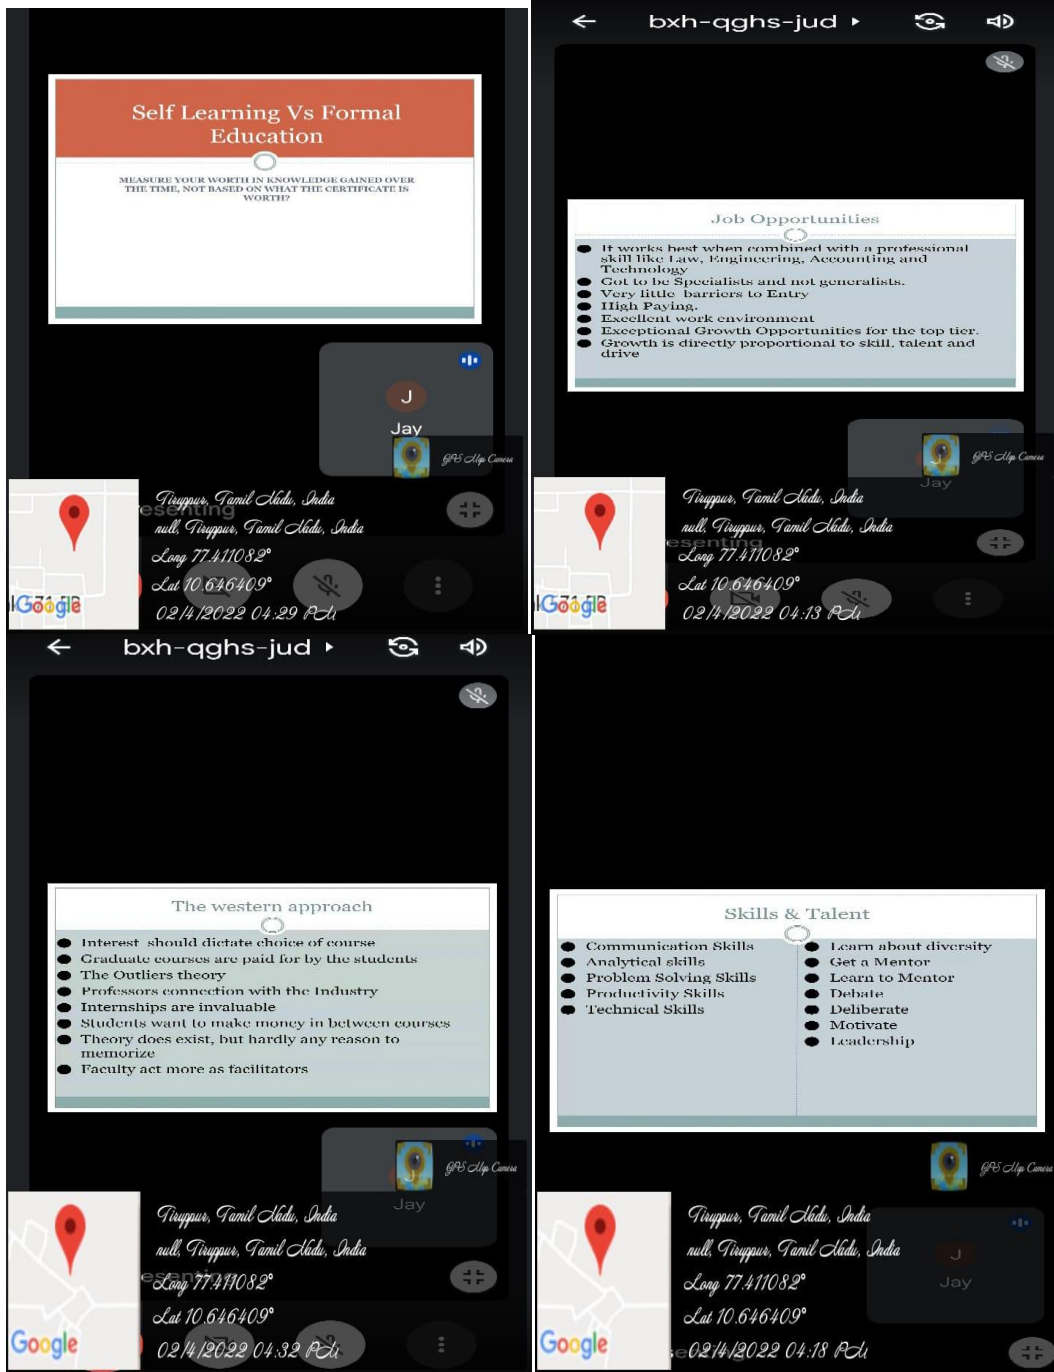 Self Learning Vs Formal
Education
MEASURE YOUR WORTH IN KNOWLEDGE GAINED OVER
THE TIME, NOT BASED ON WHAT THE CERTIFICATE IS
WORTH?
J
Jay
GPS Map Camera
Tiruppur, Tamil Nadu, India
null, Tiruppur, Tamil Nadu, India
Long 77.411082°
Lat 10.646409°
02/4/2022 04:29 PM
Google
bxh-qghs-jud
Job Opportunities
It works best when combined with a professional
skill like Law, Engineering, Accounting and
Technology
Got to be Specialists and not generalists.
Very little barriers to Entry
High Paying.
Excellent work environment
Exceptional Growth Opportunities for the top tier.
Growth is directly proportional to skill, talent and
drive
Jay
GPS Map Camera
Tiruppur, Tamil Nadu, India
null, Tiruppur, Tamil Nadu, India
Long 77.411082°
Lat 10.646409°
02/4/2022 04:13 PM
Google
bxh-qghs-jud
The western approach
Interest should dictate choice of course
Graduate courses are paid for by the students
The Outliers theory
Professors connection with the Industry
Internships are invaluable
Students want to make money in between courses
Theory does exist, but hardly any reason to
memorize
Faculty act more as facilitators
J
Jay
GPS Map Camera
Tiruppur, Tamil Nadu, India
null, Tiruppur, Tamil Nadu, India
Long 77.411082°
Lat 10.646409°
02/4/2022 04:32 PM
Google
Skills & Talent
Communication Skills
Analytical skills
Problem Solving Skills
Productivity Skills
Technical Skills
Learn about diversity
Get a Mentor
Learn to Mentor
Debate
Deliberate
Motivate
Leadership
GPS Map Camera
J
Jay
Tiruppur, Tamil Nadu, India
null, Tiruppur, Tamil Nadu, India
Long 77.411082°
Lat 10.646409°
02/4/2022 04:18 PM
Google